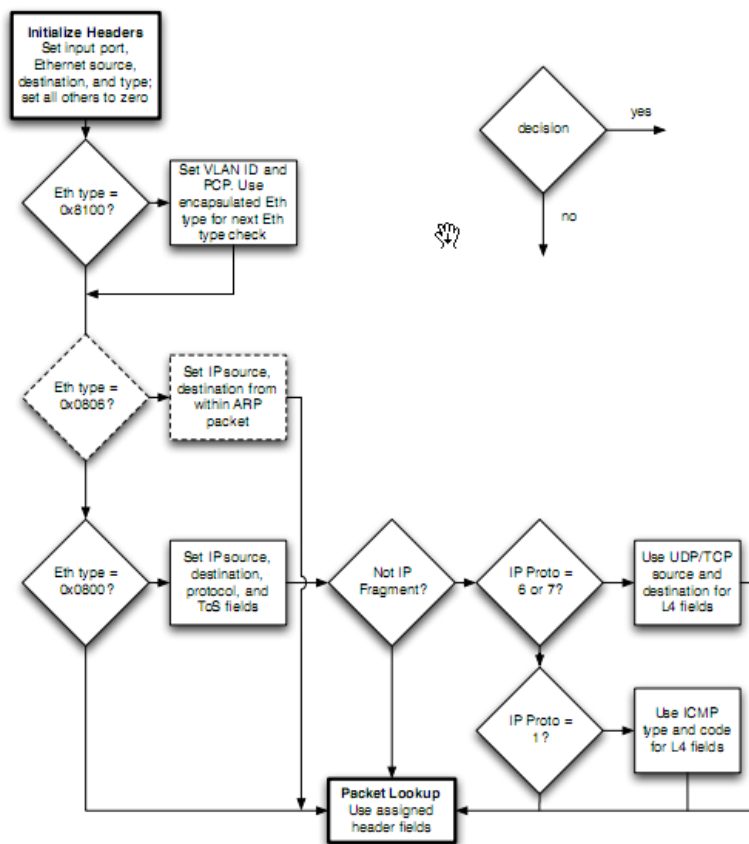 Initialize Headers
Set input port,
Ethernet source,
destination, and type;
set all others to zero
decision
yes
no
Eth type =
0x8100?
Set VLAN ID and
PCP. Use
encapsulated Eth
type for next Eth
type check
Eth type =
0x0806?
Set IP source,
destination from
within ARP
packet
Eth type =
0x0800?
Set IP source,
destination,
protocol, and
ToS fields
Not IP
Fragment?
IP Proto =
6 or 7?
Use UDP/TCP
source and
destination for
L4 fields
IP Proto =
1?
Use ICMP
type and code
for L4 fields
Packet Lookup
Use assigned
header fields